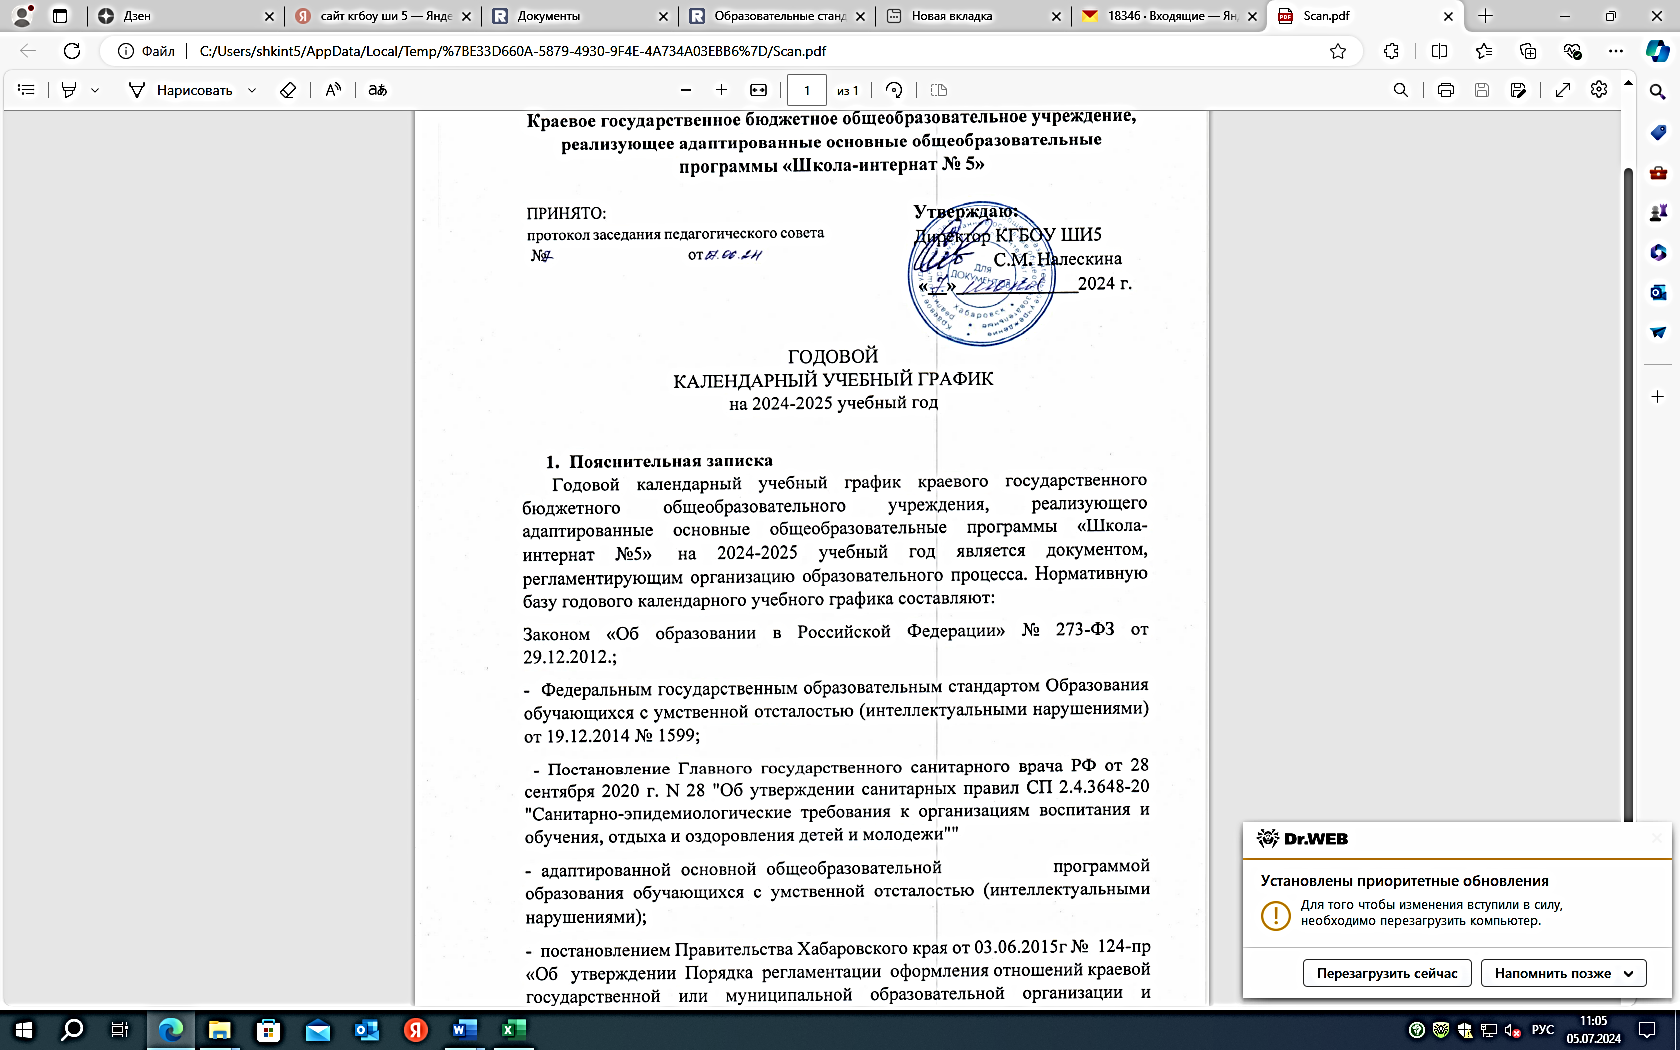 Дзен
сайт кгбоу ши 5 — Янде
Документы
Образовательные станд
Новая вкладка
18346 · Входящие — Ян
Scan.pdf
Файл
C:/Users/shkint5/AppData/Local/Temp/%7BE33D660A-5879-4930-9F4E-4A734A03EBB6%7D/Scan.pdf
Нарисовать
1 из 1
Краевое государственное бюджетное общеобразовательное учреждение,
реализующее адаптированные основные общеобразовательные
программы «Школа-интернат № 5»
ПРИНЯТО:
протокол заседания педагогического совета
№7 от 07.06.24
Утверждаю:
Директор КГБОУ ШИ5
С.М. Налескина
«7» июня 2024 г.
Для
ДОКУМЕНТОВ
Хабаровск
ГОДОВОЙ
КАЛЕНДАРНЫЙ УЧЕБНЫЙ ГРАФИК
на 2024-2025 учебный год
1. Пояснительная записка
Годовой календарный учебный график краевого государственного
бюджетного общеобразовательного учреждения, реализующего
адаптированные основные общеобразовательные программы «Школа-
интернат №5» на 2024-2025 учебный год является документом,
регламентирующим организацию образовательного процесса. Нормативную
базу годового календарного учебного графика составляют:
Законом «Об образовании в Российской Федерации» № 273-ФЗ от
29.12.2012.;
- Федеральным государственным образовательным стандартом Образования
обучающихся с умственной отсталостью (интеллектуальными нарушениями)
от 19.12.2014 № 1599;
- Постановление Главного государственного санитарного врача РФ от 28
сентября 2020 г. N 28 "Об утверждении санитарных правил СП 2.4.3648-20
"Санитарно-эпидемиологические требования к организациям воспитания и
обучения, отдыха и оздоровления детей и молодежи""
- адаптированной основной общеобразовательной программой
образования обучающихся с умственной отсталостью (интеллектуальными
нарушениями);
- постановлением Правительства Хабаровского края от 03.06.2015г № 124-пр
«Об утверждении Порядка регламентации оформления отношений краевой
государственной или муниципальной образовательной организации и
Dr.WEB
Установлены приоритетные обновления
Для того чтобы изменения вступили в силу,
необходимо перезагрузить компьютер.
Перезагрузить сейчас
Напомнить позже
РУС
11:05
05.07.2024